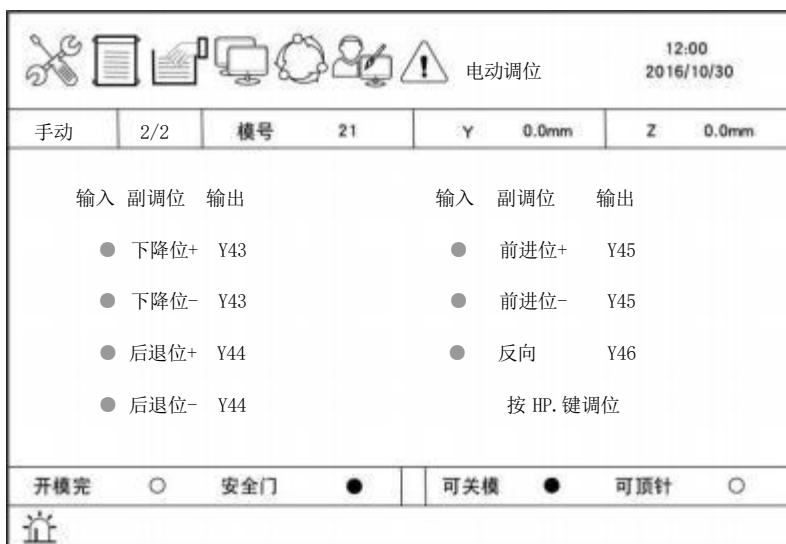 电动调位
12:00
2016/10/30
手动 2/2 模号 21 Y 0.0mm Z 0.0mm
输入 副调位 输出 输入 副调位 输出
下降位+ Y43 前进位+ Y45
下降位- Y43 前进位- Y45
后退位+ Y44 反向 Y46
后退位- Y44 按 HP.键调位
开模完 安全门 可关模 可顶针